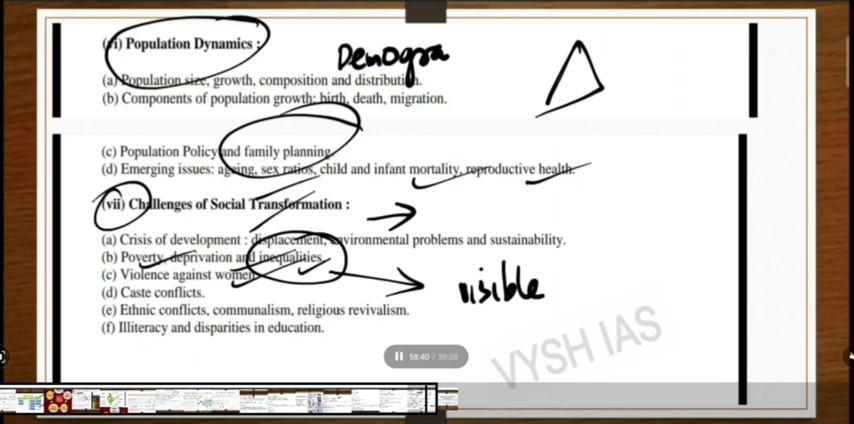 (vi) Population Dynamics :
Demogra
(a) Population size, growth, composition and distribution.
(b) Components of population growth: birth, death, migration.
(c) Population Policy and family planning.
(d) Emerging issues: ageing, sex ratios, child and infant mortality, reproductive health.
(vii) Challenges of Social Transformation :
(a) Crisis of development : displacement, environmental problems and sustainability.
(b) Poverty, deprivation and inequalities.
(c) Violence against women.
visible
(d) Caste conflicts.
(e) Ethnic conflicts, communalism, religious revivalism.
(f) Illiteracy and disparities in education.
VYSH IAS
58:40 / 59:38